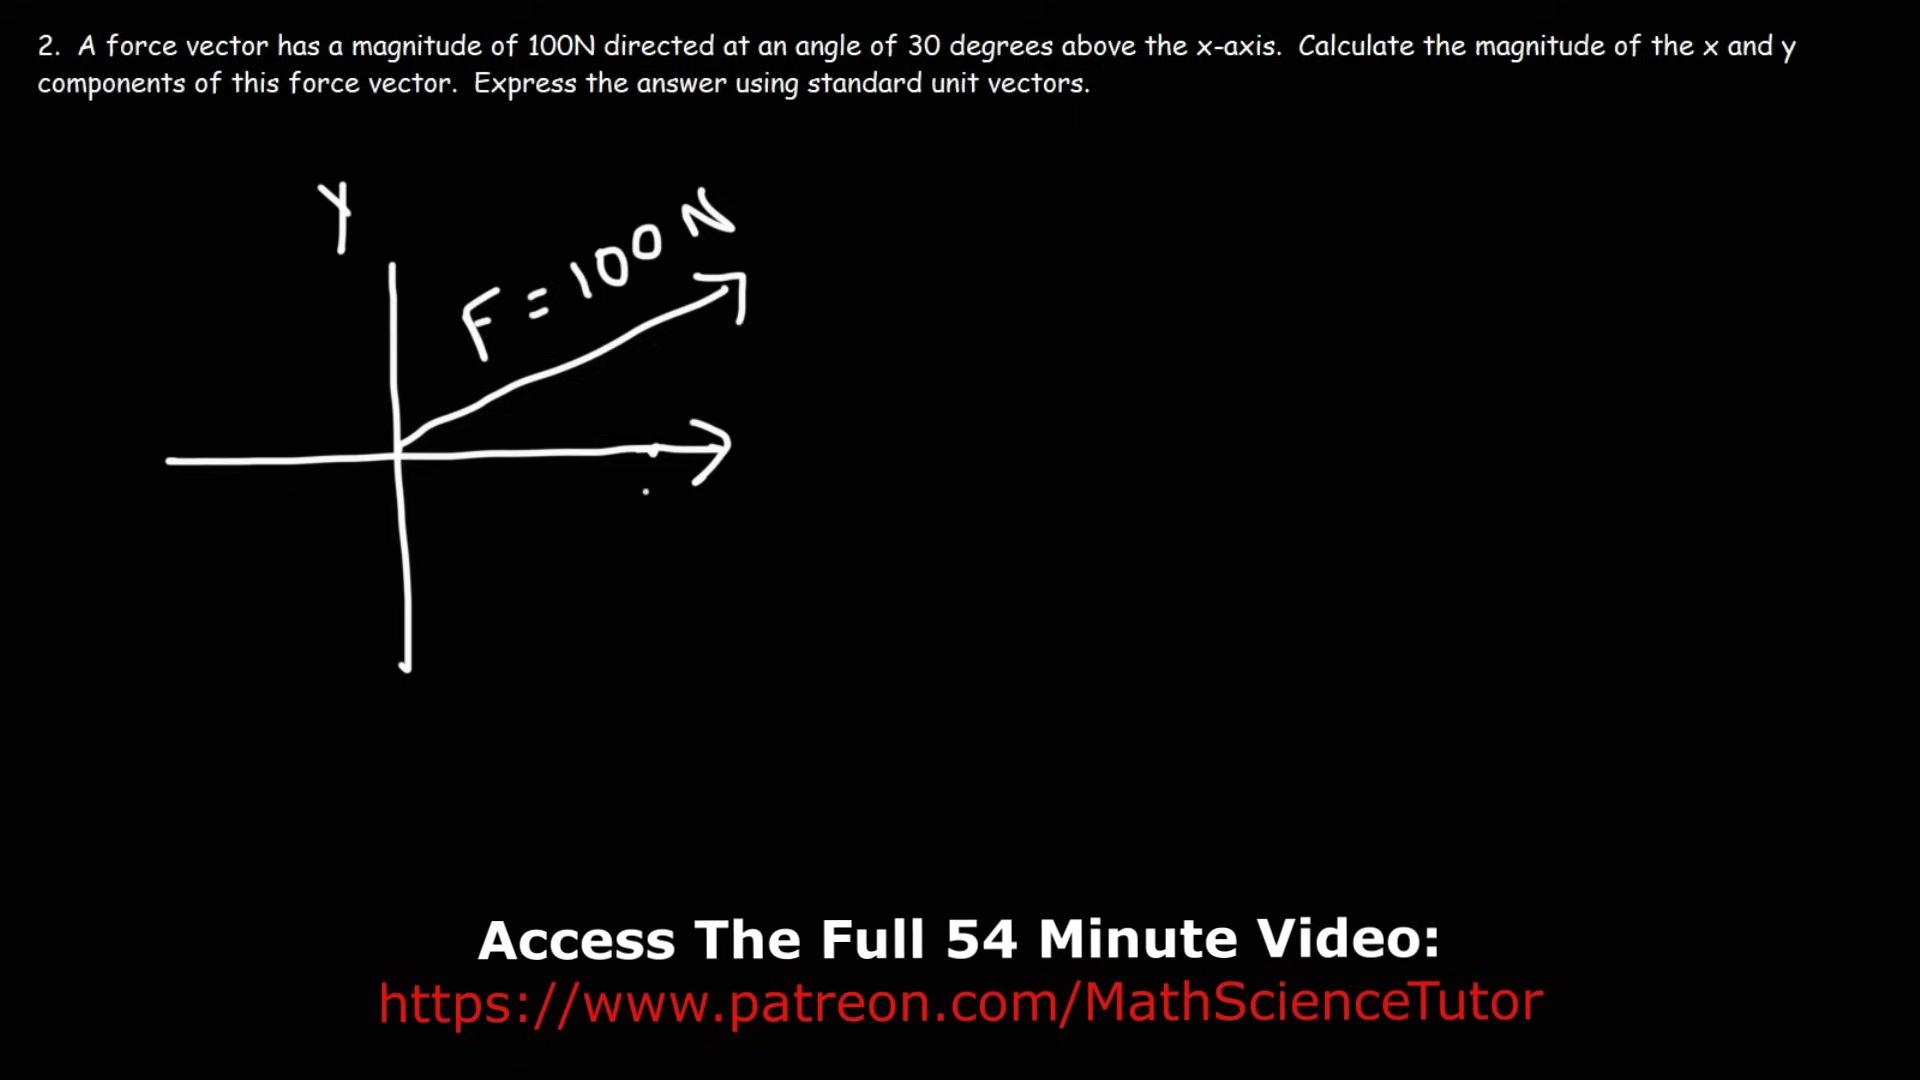 2. A force vector has a magnitude of 100N directed at an angle of 30 degrees above the x-axis. Calculate the magnitude of the x and y
components of this force vector. Express the answer using standard unit vectors.
Y
F = 100 N
Access The Full 54 Minute Video:
https://www.patreon.com/MathScienceTutor